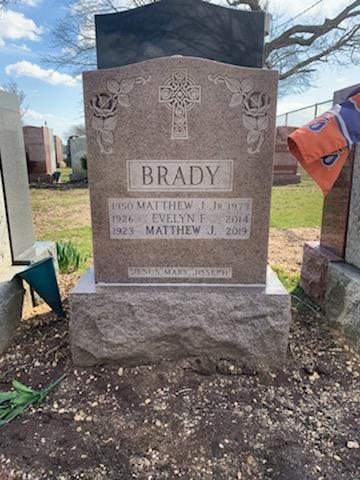 BRADY
1950 MATTHEW J. JR. 1973
1926 EVELYN F. 2014
1923 MATTHEW J. 2019
JESUS, MARY, JOSEPH